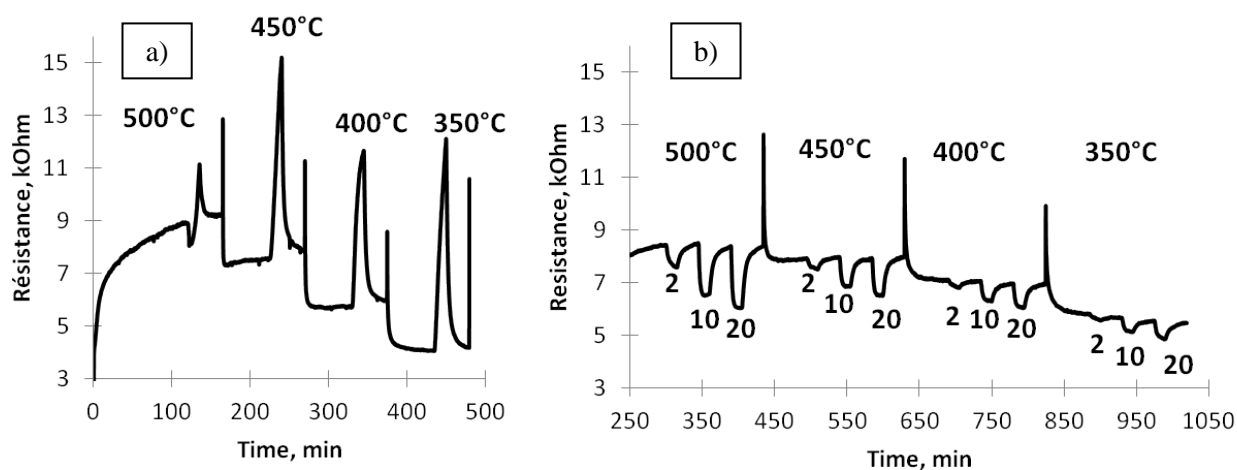 a)
450°C
500°C
400°C
350°C
Résistance, kOhm
15
13
11
9
7
5
3
0
100
200
300
400
500
Time, min
b)
500°C
450°C
400°C
350°C
Resistance, kOhm
15
13
11
9
7
5
3
2
10
20
2
10
20
2
10
20
2
10
20
250
350
450
550
650
750
850
950
1050
Time, min